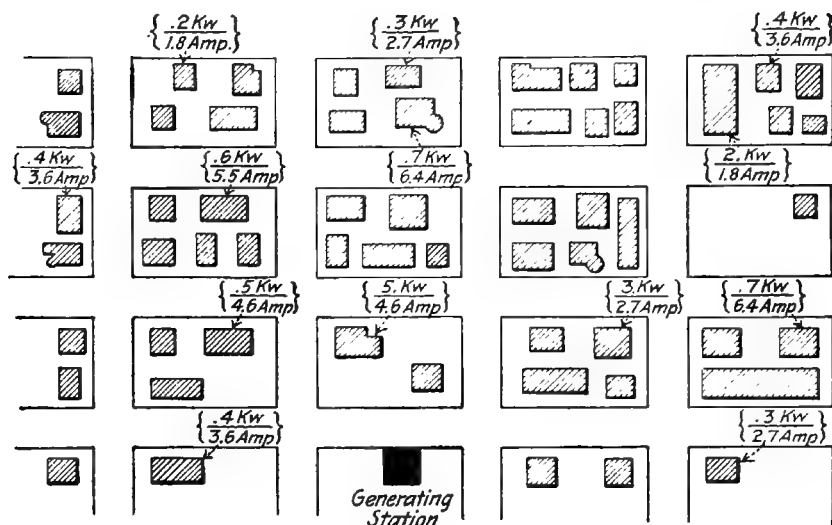 .2 Kw
1.8 Amp.
.3 Kw
2.7 Amp
.4 Kw
3.6 Amp
.4 Kw
3.6 Amp
.6 Kw
5.5 Amp
.7 Kw
6.4 Amp
2. Kw
1.8 Amp
.5 Kw
4.6 Amp
5. Kw
4.6 Amp
.3 Kw
2.7 Amp
.7 Kw
6.4 Amp
.4 Kw
3.6 Amp
.3 Kw
2.7 Amp
Generating
Station